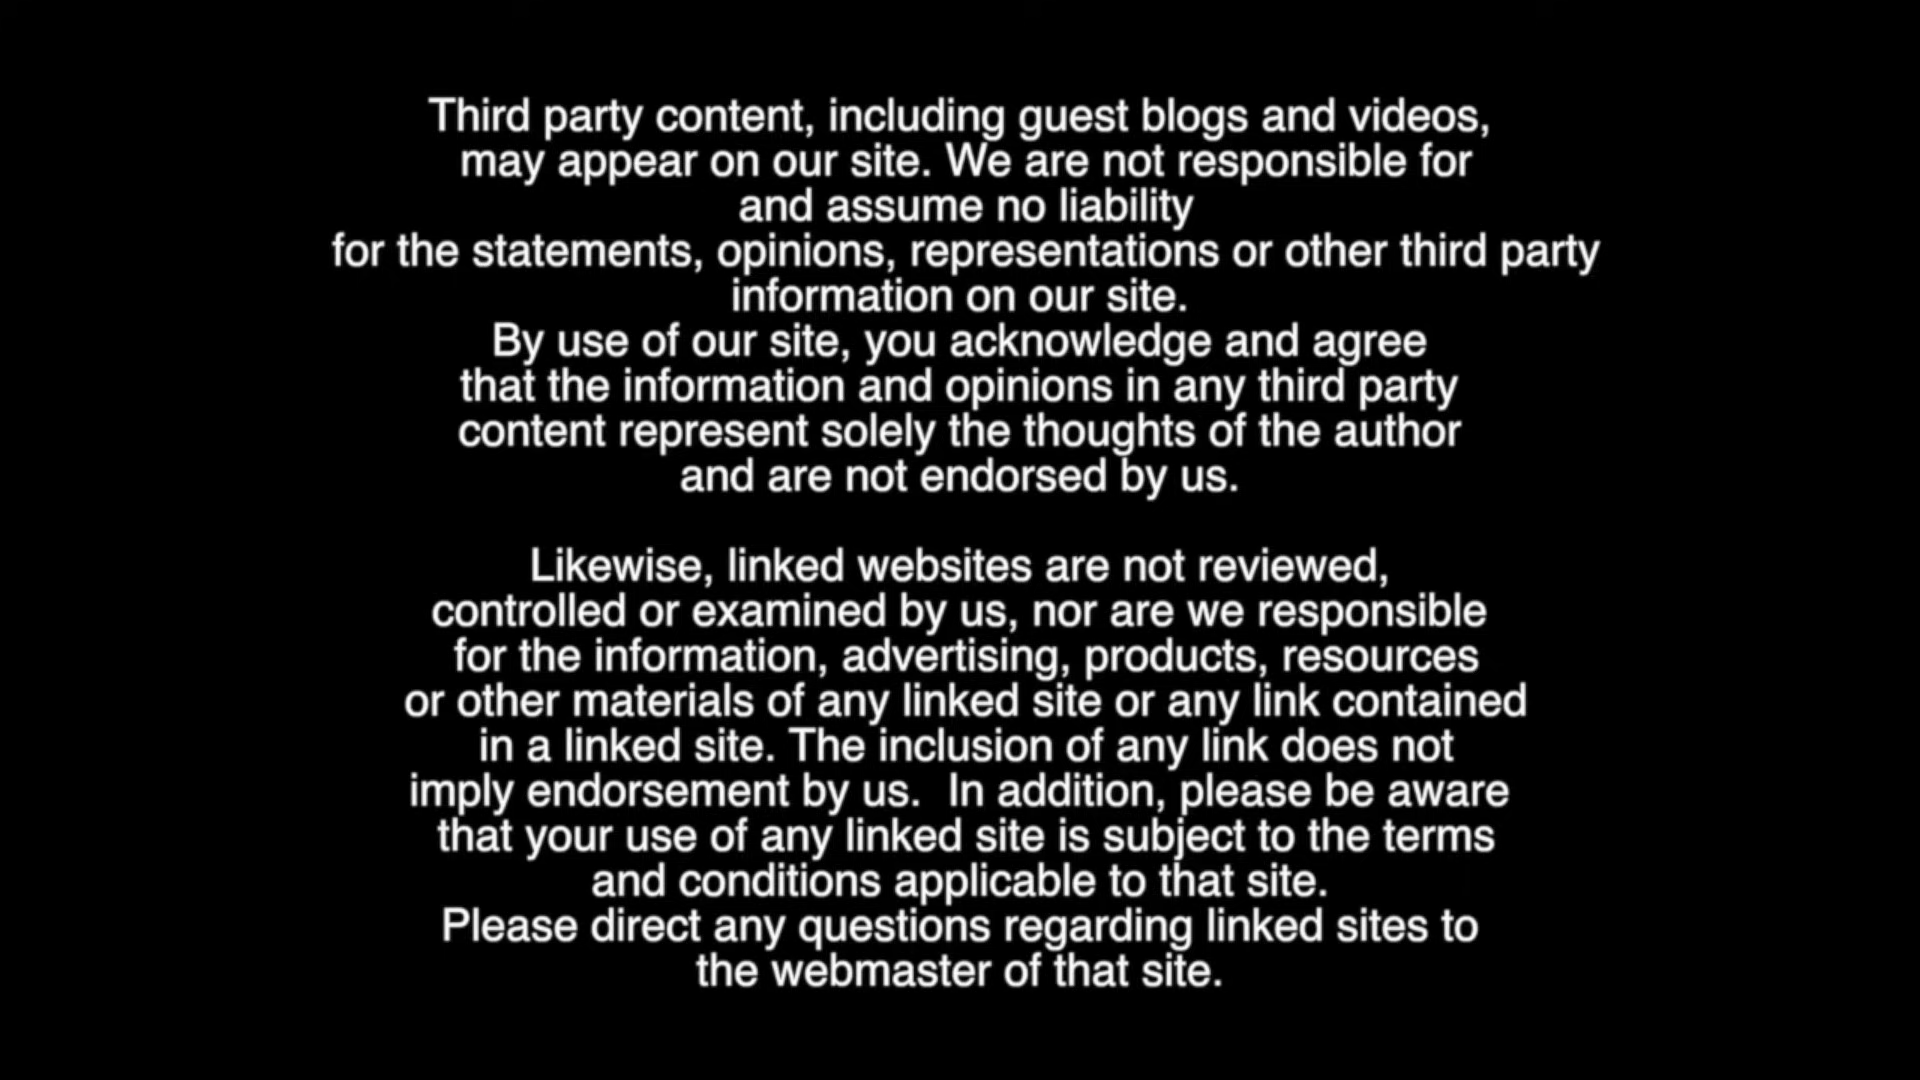 Third party content, including guest blogs and videos,
may appear on our site. We are not responsible for
and assume no liability
for the statements, opinions, representations or other third party
information on our site.
By use of our site, you acknowledge and agree
that the information and opinions in any third party
content represent solely the thoughts of the author
and are not endorsed by us.
Likewise, linked websites are not reviewed,
controlled or examined by us, nor are we responsible
for the information, advertising, products, resources
or other materials of any linked site or any link contained
in a linked site. The inclusion of any link does not
imply endorsement by us.  In addition, please be aware
that your use of any linked site is subject to the terms
and conditions applicable to that site.
Please direct any questions regarding linked sites to
the webmaster of that site.